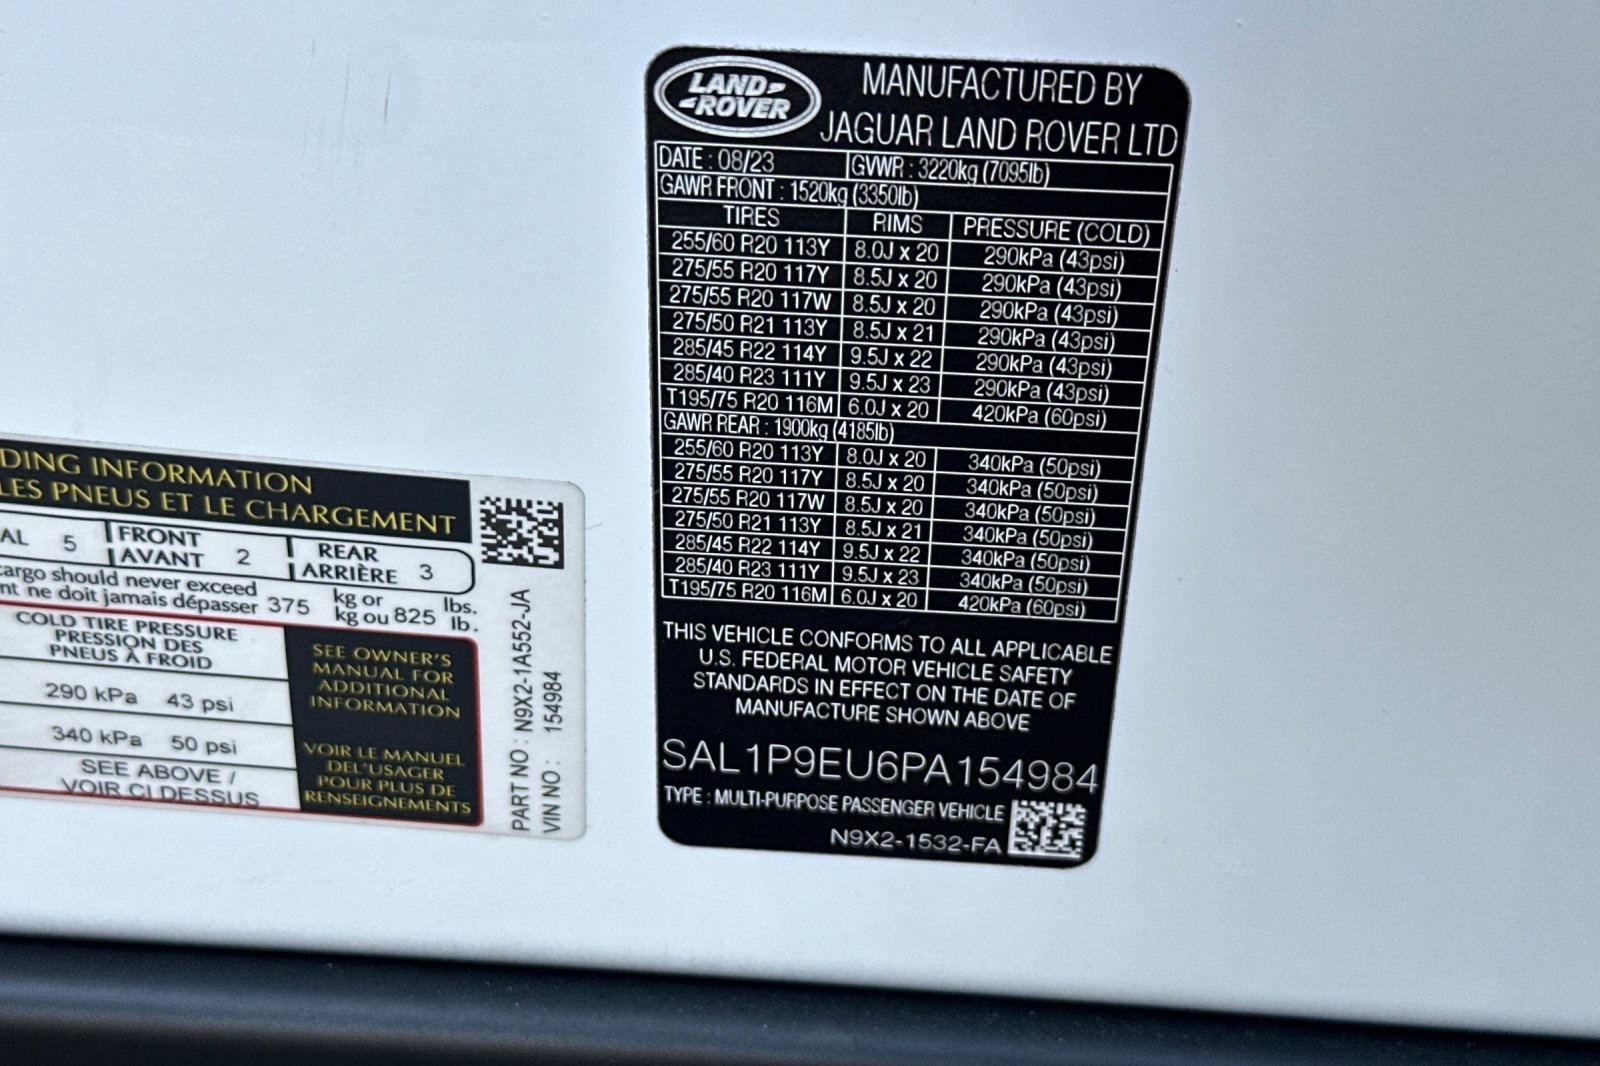 LAND
ROVER
MANUFACTURED BY
JAGUAR LAND ROVER LTD
DATE : 08/23 GVWR : 3220kg (7095lb)
GAWR FRONT : 1520kg (3350lb)
TIRES RIMS PRESSURE (COLD)
255/60 R20 113Y 8.0J x 20 290kPa (43psi)
275/55 R20 117Y 8.5J x 20 290kPa (43psi)
275/55 R20 117W 8.5J x 20 290kPa (43psi)
275/50 R21 113Y 8.5J x 21 290kPa (43psi)
285/45 R22 114Y 9.5J x 22 290kPa (43psi)
285/40 R23 111Y 9.5J x 23 290kPa (43psi)
T195/75 R20 116M 6.0J x 20 420kPa (60psi)
GAWR REAR : 1900kg (4185lb)
255/60 R20 113Y 8.0J x 20 340kPa (50psi)
275/55 R20 117Y 8.5J x 20 340kPa (50psi)
275/55 R20 117W 8.5J x 20 340kPa (50psi)
275/50 R21 113Y 8.5J x 21 340kPa (50psi)
285/45 R22 114Y 9.5J x 22 340kPa (50psi)
285/40 R23 111Y 9.5J x 23 340kPa (50psi)
T195/75 R20 116M 6.0J x 20 420kPa (60psi)
THIS VEHICLE CONFORMS TO ALL APPLICABLE
U.S. FEDERAL MOTOR VEHICLE SAFETY
STANDARDS IN EFFECT ON THE DATE OF
MANUFACTURE SHOWN ABOVE
SAL1P9EU6PA154984
TYPE : MULTI-PURPOSE PASSENGER VEHICLE
N9X2-1532-FA
DING INFORMATION
LES PNEUS ET LE CHARGEMENT
AL 5 FRONT AVANT 2 REAR ARRIÈRE 3
cargo should never exceed
nt ne doit jamais dépasser 375 kg or kg ou 825 lbs. lb.
COLD TIRE PRESSURE
PRESSION DES
PNEUS À FROID
290 kPa 43 psi
340 kPa 50 psi
SEE ABOVE /
VOIR CI DESSUS
SEE OWNER'S
MANUAL FOR
ADDITIONAL
INFORMATION
VOIR LE MANUEL
DEL'USAGER
POUR PLUS DE
RENSEIGNEMENTS
PART NO : N9X2-1A552-JA
VIN NO : 154984